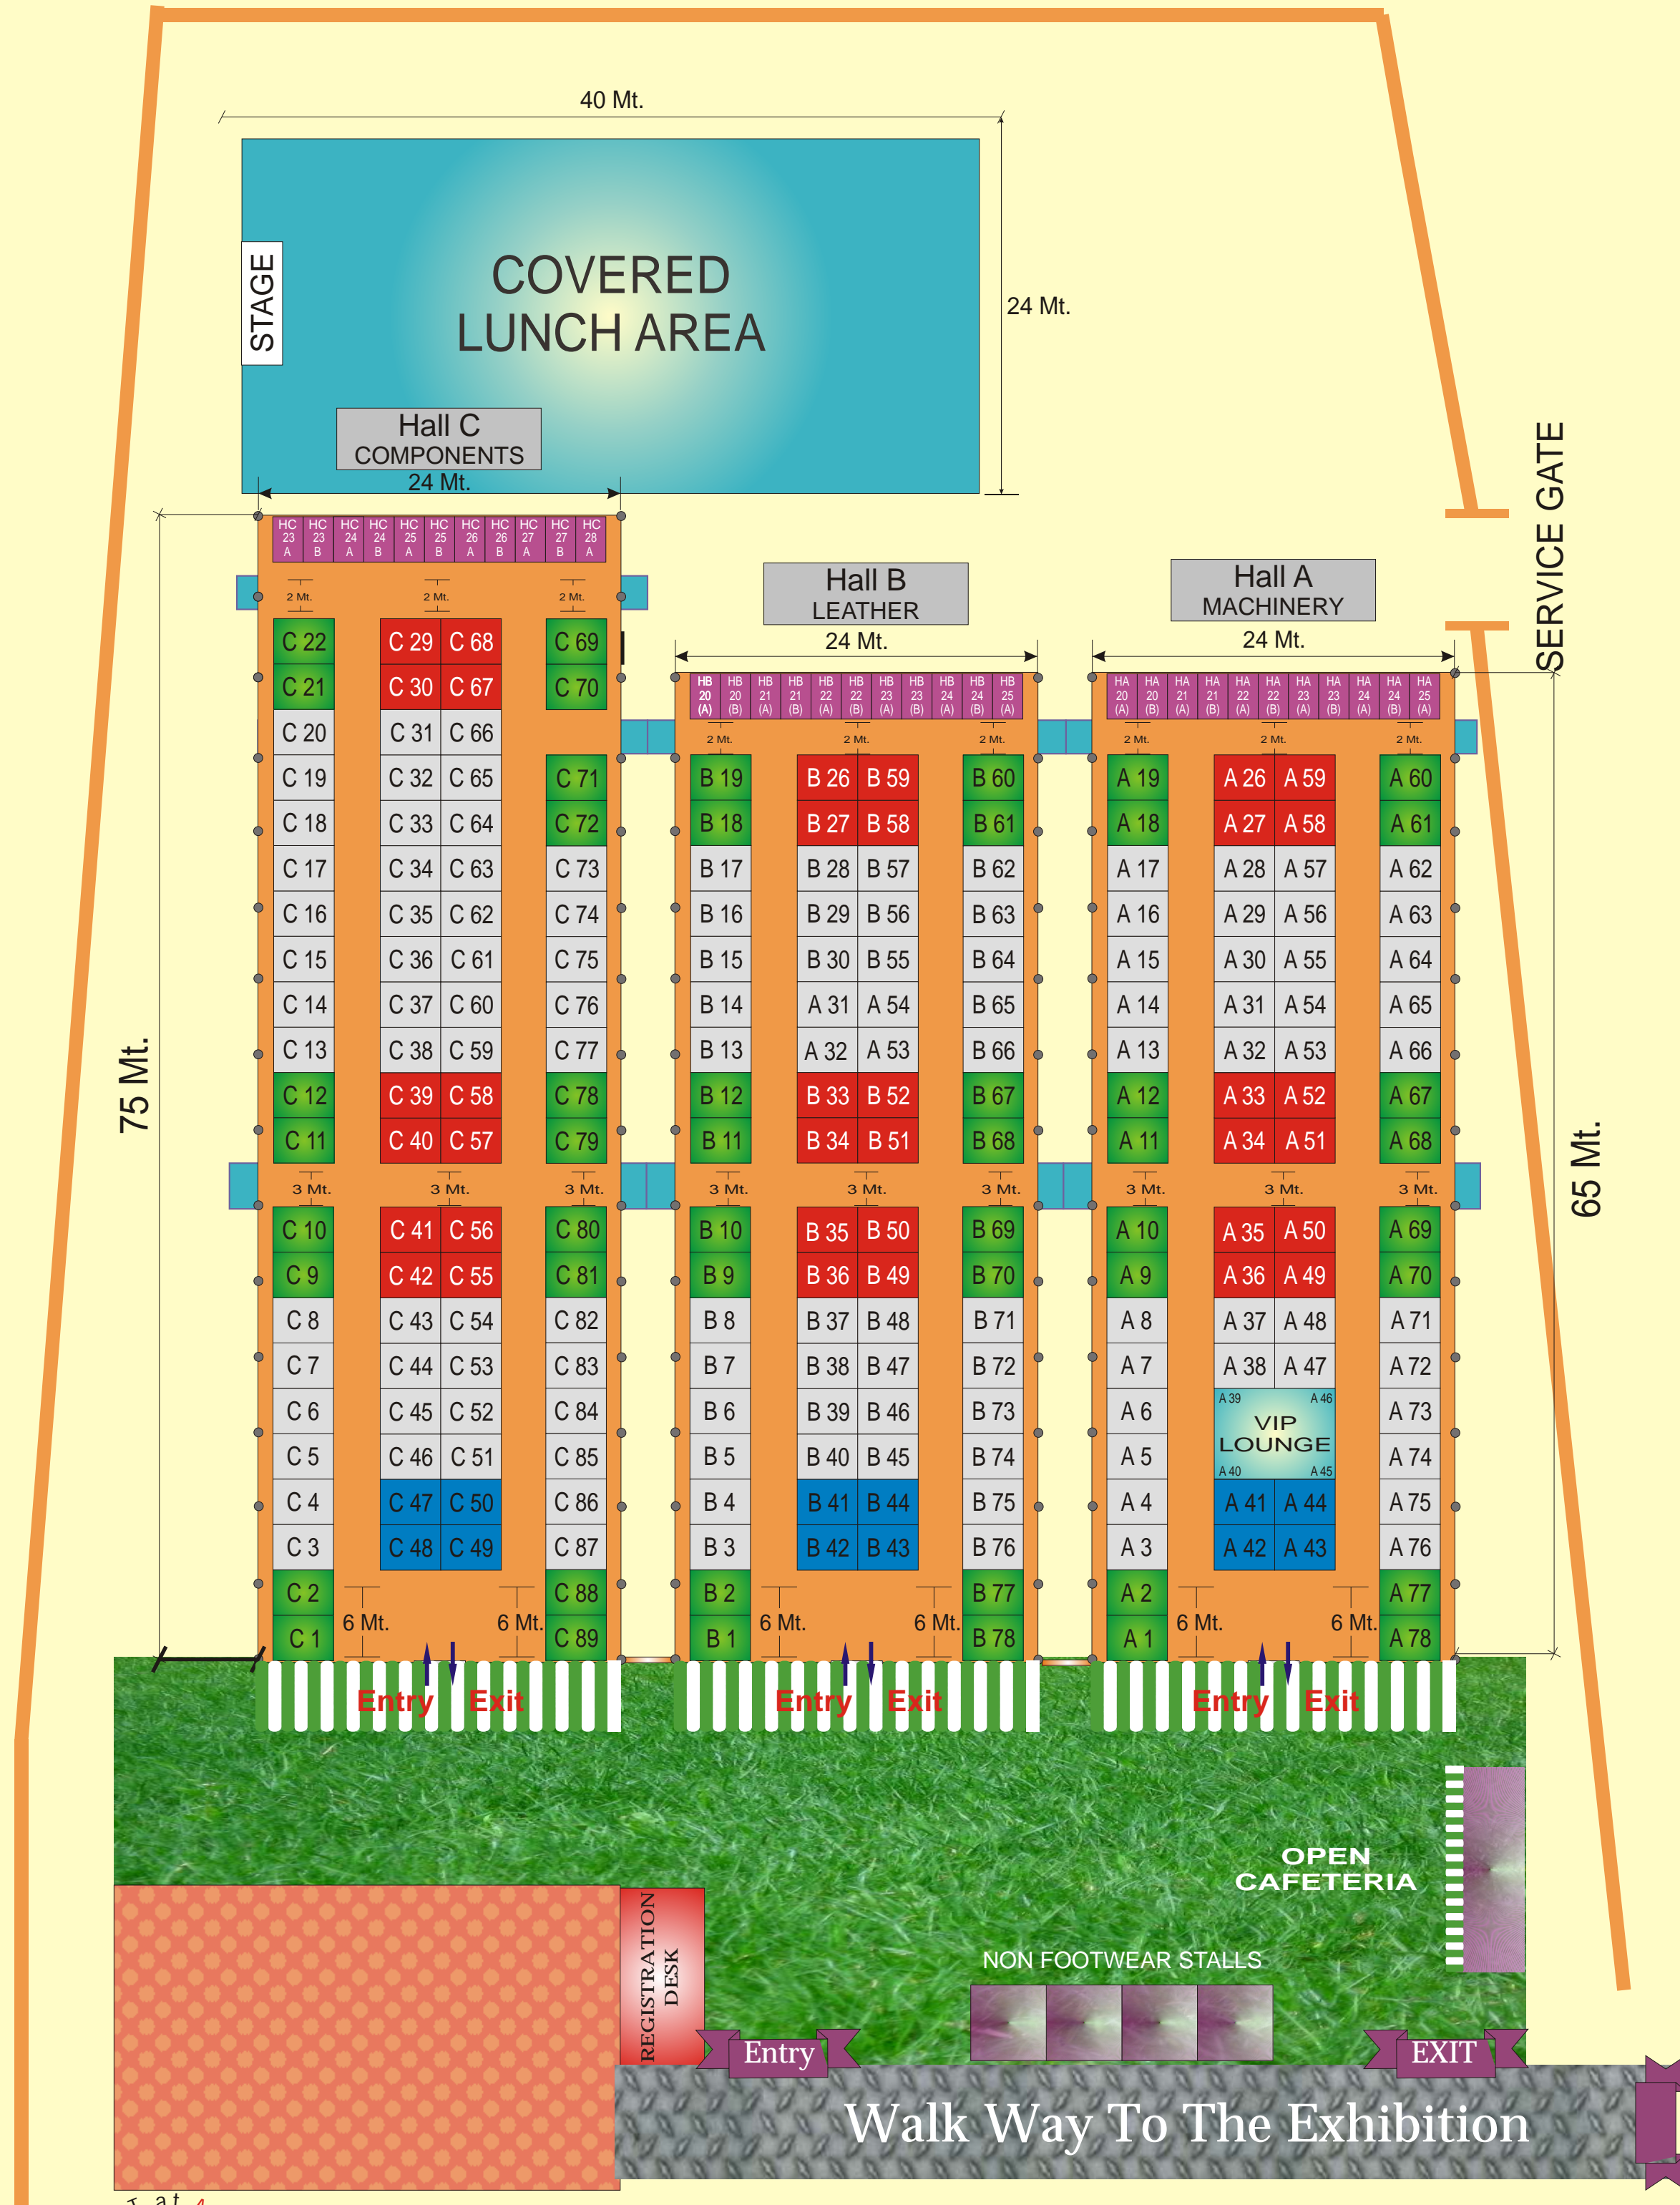 40 Mt.
STAGE
COVERED
LUNCH AREA
24 Mt.
Hall C
COMPONENTS
24 Mt.
SERVICE GATE
HC 23 A HC 23 B HC 24 A HC 24 B HC 25 A HC 25 B HC 26 A HC 26 B HC 27 A HC 27 B HC 28 A
2 Mt. 2 Mt. 2 Mt.
Hall B
LEATHER
24 Mt.
Hall A
MACHINERY
24 Mt.
C 22 C 29 C 68 C 69
C 21 C 30 C 67 C 70
HB 20 (A) HB 20 (B) HB 21 (A) HB 21 (B) HB 22 (A) HB 22 (B) HB 23 (A) HB 23 (B) HB 24 (A) HB 24 (B) HB 25 (A)
HA 20 (A) HA 20 (B) HA 21 (A) HA 21 (B) HA 22 (A) HA 22 (B) HA 23 (A) HA 23 (B) HA 24 (A) HA 24 (B) HA 25 (A)
C 20 C 31 C 66 2 Mt. 2 Mt. 2 Mt. 2 Mt. 2 Mt. 2 Mt.
C 19 C 32 C 65 C 71 B 19 B 26 B 59 B 60 A 19 A 26 A 59 A 60
C 18 C 33 C 64 C 72 B 18 B 27 B 58 B 61 A 18 A 27 A 58 A 61
C 17 C 34 C 63 C 73 B 17 B 28 B 57 B 62 A 17 A 28 A 57 A 62
C 16 C 35 C 62 C 74 B 16 B 29 B 56 B 63 A 16 A 29 A 56 A 63
C 15 C 36 C 61 C 75 B 15 B 30 B 55 B 64 A 15 A 30 A 55 A 64
C 14 C 37 C 60 C 76 B 14 A 31 A 54 B 65 A 14 A 31 A 54 A 65
C 13 C 38 C 59 C 77 B 13 A 32 A 53 B 66 A 13 A 32 A 53 A 66
C 12 C 39 C 58 C 78 B 12 B 33 B 52 B 67 A 12 A 33 A 52 A 67
C 11 C 40 C 57 C 79 B 11 B 34 B 51 B 68 A 11 A 34 A 51 A 68
75 Mt.
65 Mt.
3 Mt. 3 Mt. 3 Mt. 3 Mt. 3 Mt. 3 Mt. 3 Mt. 3 Mt. 3 Mt.
C 10 C 41 C 56 C 80 B 10 B 35 B 50 B 69 A 10 A 35 A 50 A 69
C 9 C 42 C 55 C 81 B 9 B 36 B 49 B 70 A 9 A 36 A 49 A 70
C 8 C 43 C 54 C 82 B 8 B 37 B 48 B 71 A 8 A 37 A 48 A 71
C 7 C 44 C 53 C 83 B 7 B 38 B 47 B 72 A 7 A 38 A 47 A 72
C 6 C 45 C 52 C 84 B 6 B 39 B 46 B 73 A 6 A 39 A 46 A 73
VIP
LOUNGE
C 5 C 46 C 51 C 85 B 5 B 40 B 45 B 74 A 5 A 40 A 45 A 74
C 4 C 47 C 50 C 86 B 4 B 41 B 44 B 75 A 4 A 41 A 44 A 75
C 3 C 48 C 49 C 87 B 3 B 42 B 43 B 76 A 3 A 42 A 43 A 76
C 2 C 88 B 2 B 77 A 2 A 77
6 Mt. 6 Mt. 6 Mt. 6 Mt. 6 Mt. 6 Mt.
C 1 C 89 B 1 B 78 A 1 A 78
Entry Exit Entry Exit Entry Exit
OPEN
CAFETERIA
REGISTRATION
DESK
NON FOOTWEAR STALLS
Entry
EXIT
Walk Way To The Exhibition